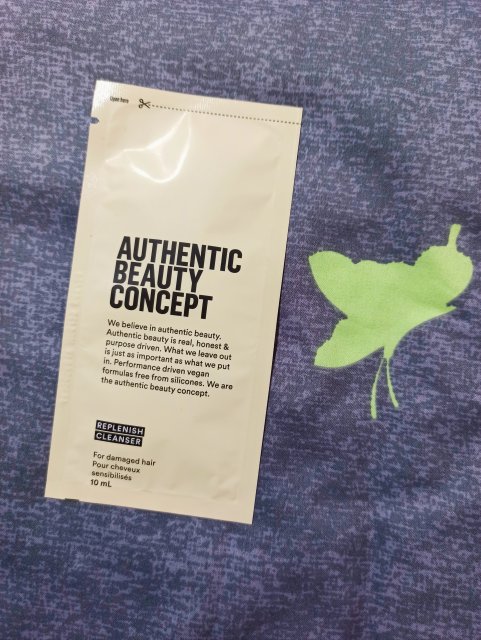 Open here
AUTHENTIC
BEAUTY
CONCEPT
We believe in authentic beauty.
Authentic beauty is real, honest &
purpose driven. What we leave out
is just as important as what we put
in. Performance driven vegan
formulas free from silicones. We are
the authentic beauty concept.
REPLENISH
CLEANSER
For damaged hair
Pour cheveux
sensibilisés
10 mL